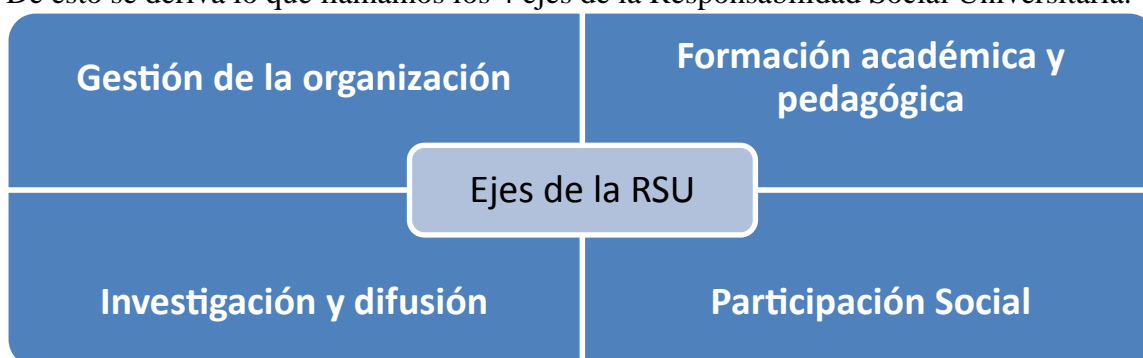 De esto se deriva lo que llamamos los 4 ejes de la Responsabilidad Social Universitaria:
Gestión de la organización
Formación académica y
pedagógica
Ejes de la RSU
Investigación y difusión
Participación Social